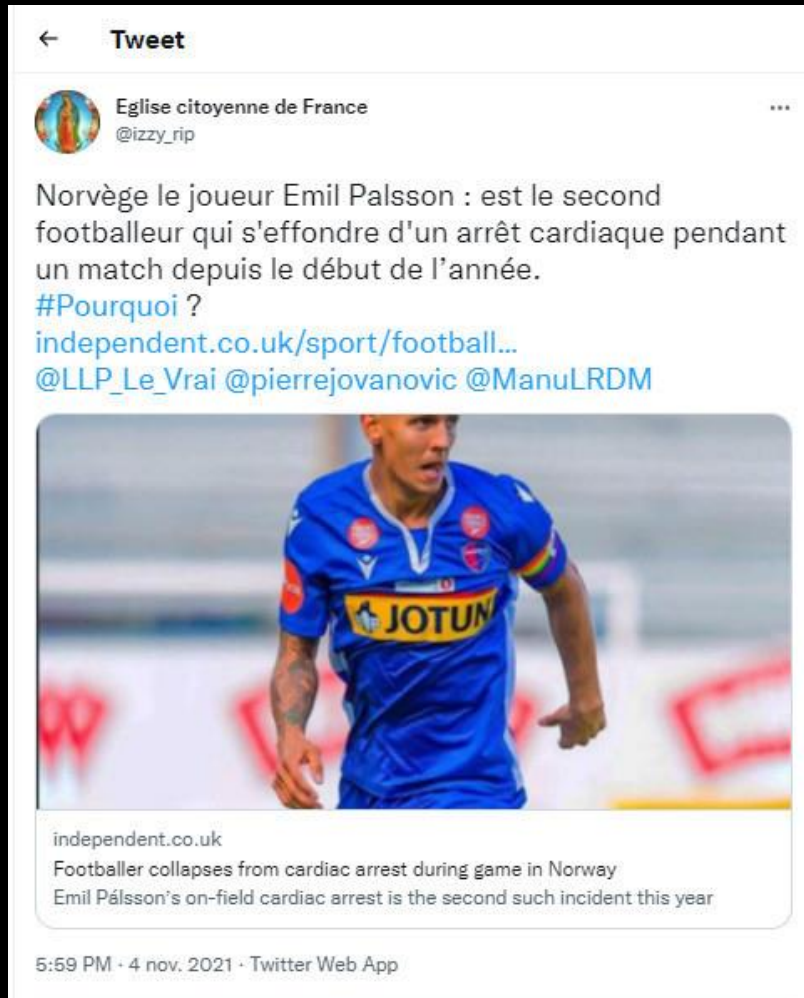 Tweet
Eglise citoyenne de France
@izzy_rip
Norvège le joueur Emil Palsson : est le second
footballeur qui s'effondre d'un arrêt cardiaque pendant
un match depuis le début de l’année.
#Pourquoi ?
independent.co.uk/sport/football...
@LLP_Le_Vrai @pierrejovanovic @ManuLRDM
JOTUN
independent.co.uk
Footballer collapses from cardiac arrest during game in Norway
Emil Pálsson's on-field cardiac arrest is the second such incident this year
5:59 PM · 4 nov. 2021 · Twitter Web App